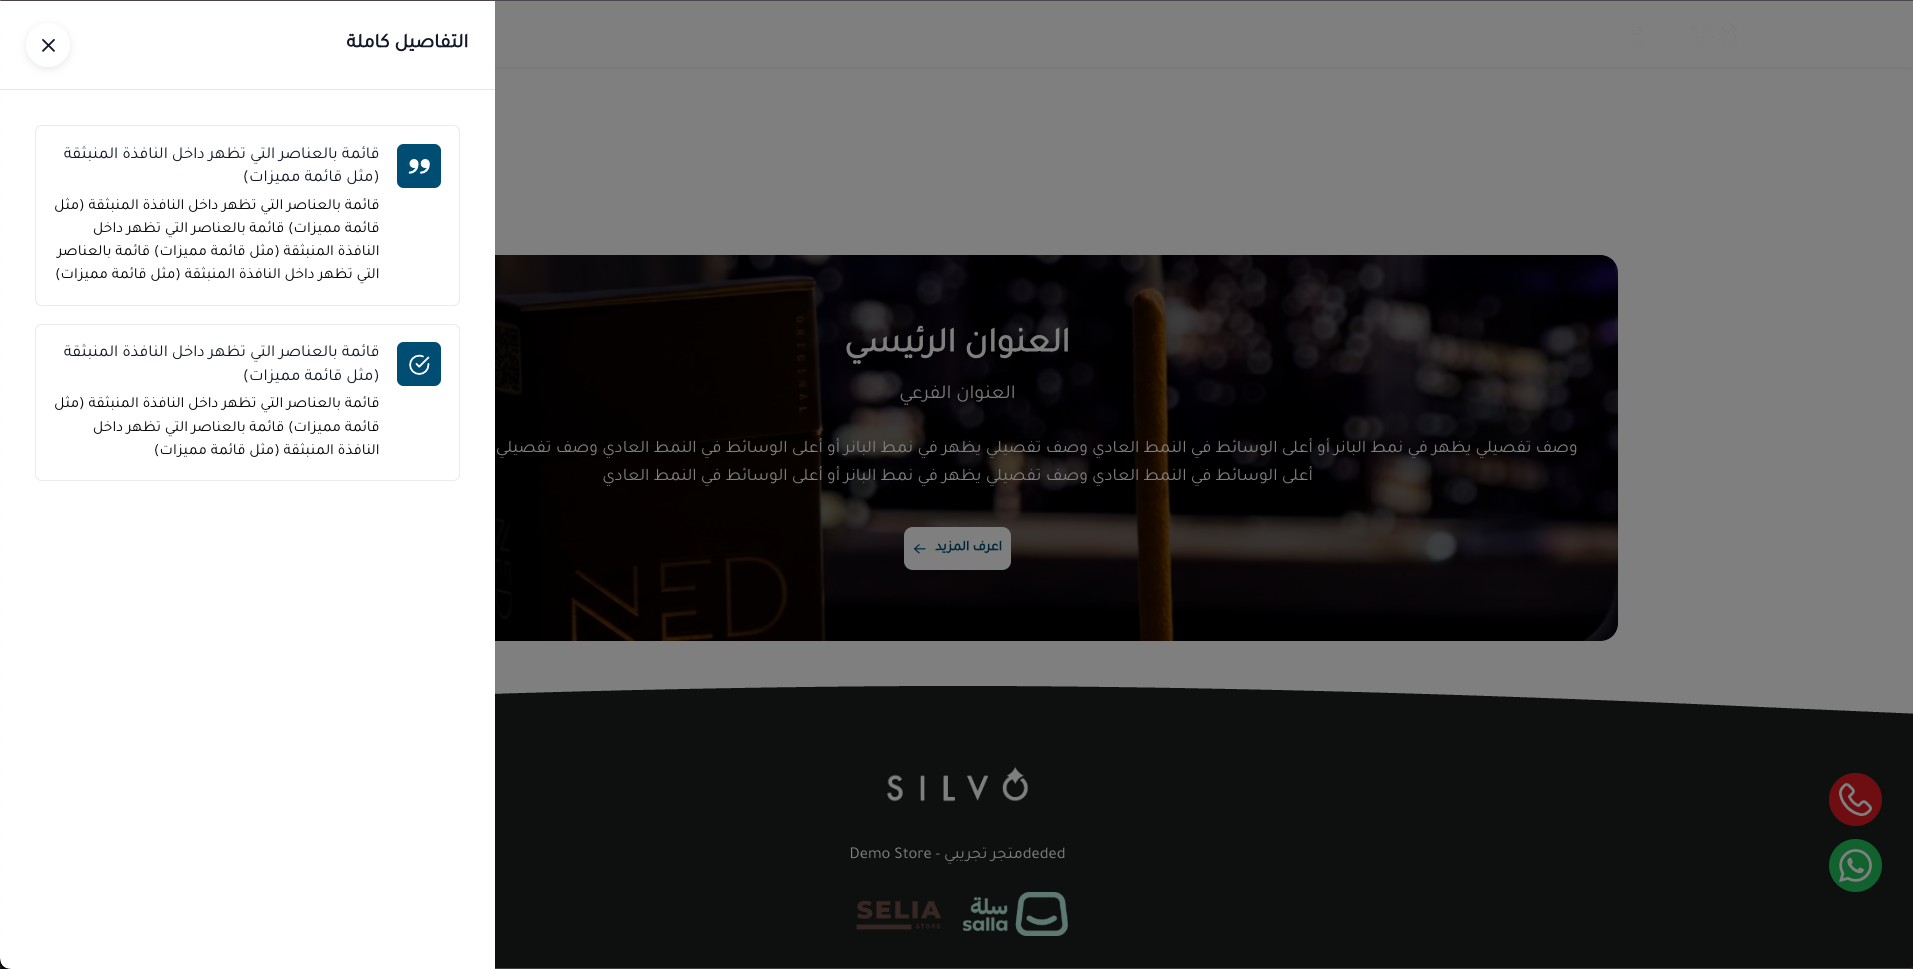 التفاصيل كاملة
قائمة بالعناصر التي تظهر داخل النافذة المنبثقة
(مثل قائمة مميزات)
قائمة بالعناصر التي تظهر داخل النافذة المنبثقة (مثل
قائمة مميزات) قائمة بالعناصر التي تظهر داخل
النافذة المنبثقة (مثل قائمة مميزات) قائمة بالعناصر
التي تظهر داخل النافذة المنبثقة (مثل قائمة مميزات)
قائمة بالعناصر التي تظهر داخل النافذة المنبثقة
(مثل قائمة مميزات)
قائمة بالعناصر التي تظهر داخل النافذة المنبثقة (مثل
قائمة مميزات) قائمة بالعناصر التي تظهر داخل
النافذة المنبثقة (مثل قائمة مميزات)
العنوان الرئيسي
العنوان الفرعي
وصف تفصيلي يظهر في نمط البانر أو أعلى الوسائط في النمط العادي وصف تفصيلي يظهر في نمط البانر أو أعلى الوسائط في النمط العادي وصف تفصيلي
أعلى الوسائط في النمط العادي وصف تفصيلي يظهر في نمط البانر أو أعلى الوسائط في النمط العادي
اعرف المزيد
ORIGINAL
NED
SILVO
Demo Store - متجر تجريبيdeded
SELIA
STORE
سلة
salla